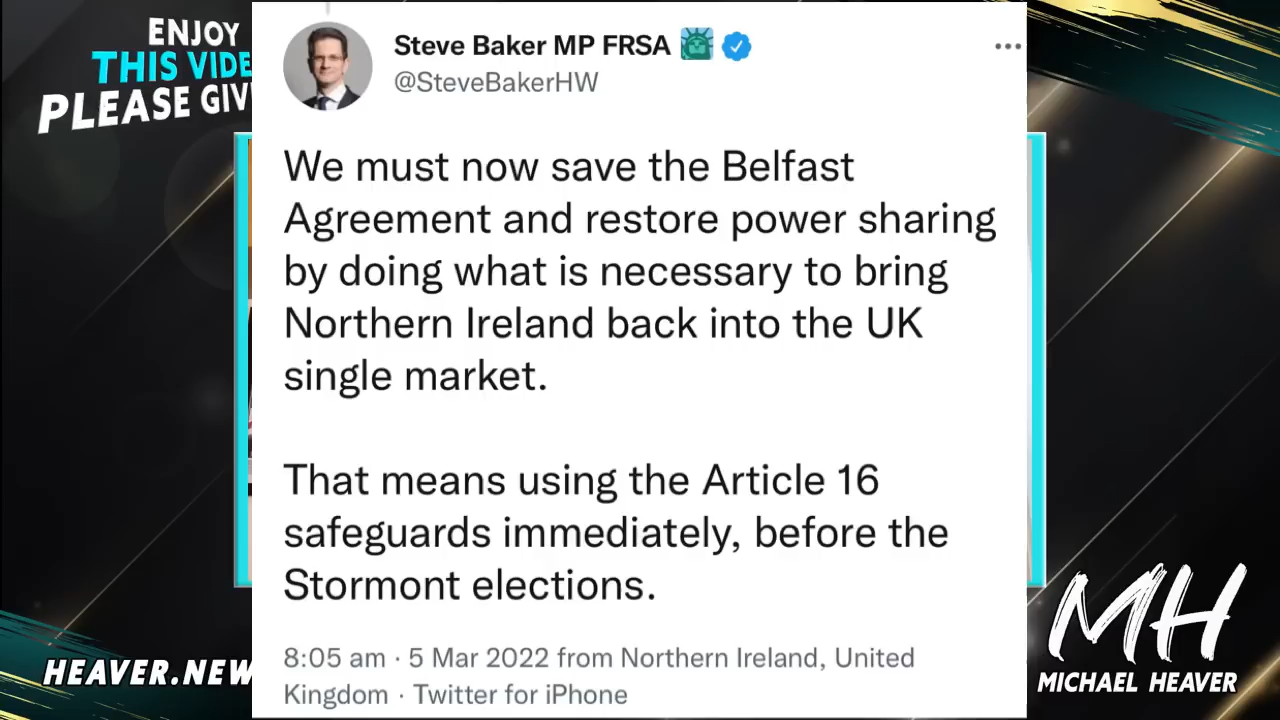 ENJOY
THIS VIDE
PLEASE GIV
Steve Baker MP FRSA
@SteveBakerHW
We must now save the Belfast
Agreement and restore power sharing
by doing what is necessary to bring
Northern Ireland back into the UK
single market.
That means using the Article 16
safeguards immediately, before the
Stormont elections.
8:05 am · 5 Mar 2022 from Northern Ireland, United
Kingdom · Twitter for iPhone
HEAVER.NEW
MH
MICHAEL HEAVER